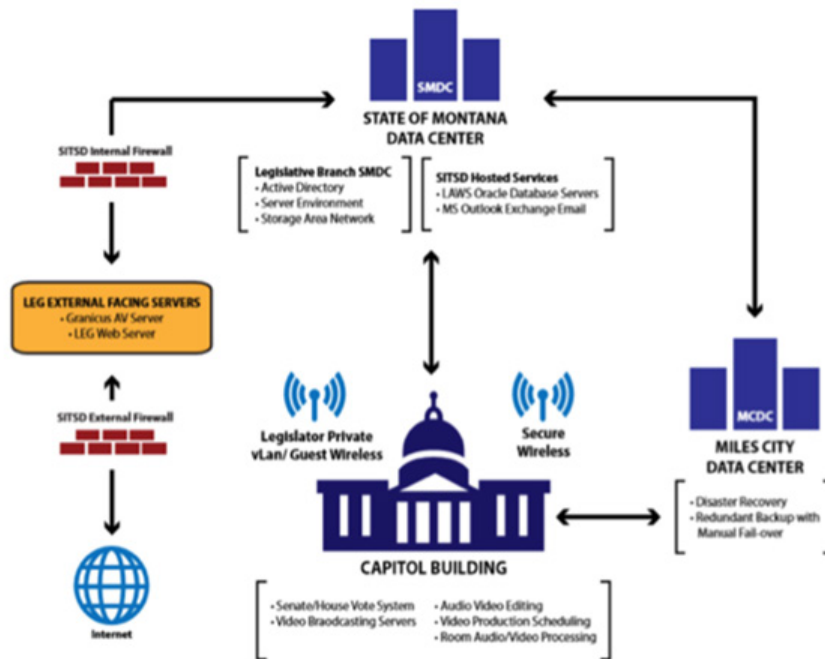 SMDC
STATE OF MONTANA
DATA CENTER
SITSD Internal Firewall
Legislative Branch SMDC
• Active Directory
• Server Environment
• Storage Area Network
SITSD Hosted Services
• LAWS Oracle Database Servers
• MS Outlook Exchange Email
LEG EXTERNAL FACING SERVERS
• Granicus AV Server
• LEG Web Server
SITSD External Firewall
Legislator Private
vLan/ Guest Wireless
Secure
Wireless
MCDC
MILES CITY
DATA CENTER
• Disaster Recovery
• Redundant Backup with
Manual Fail-over
CAPITOL BUILDING
• Senate/House Vote System
• Video Braodcasting Servers
• Audio Video Editing
• Video Production Scheduling
• Room Audio/Video Processing
Internet